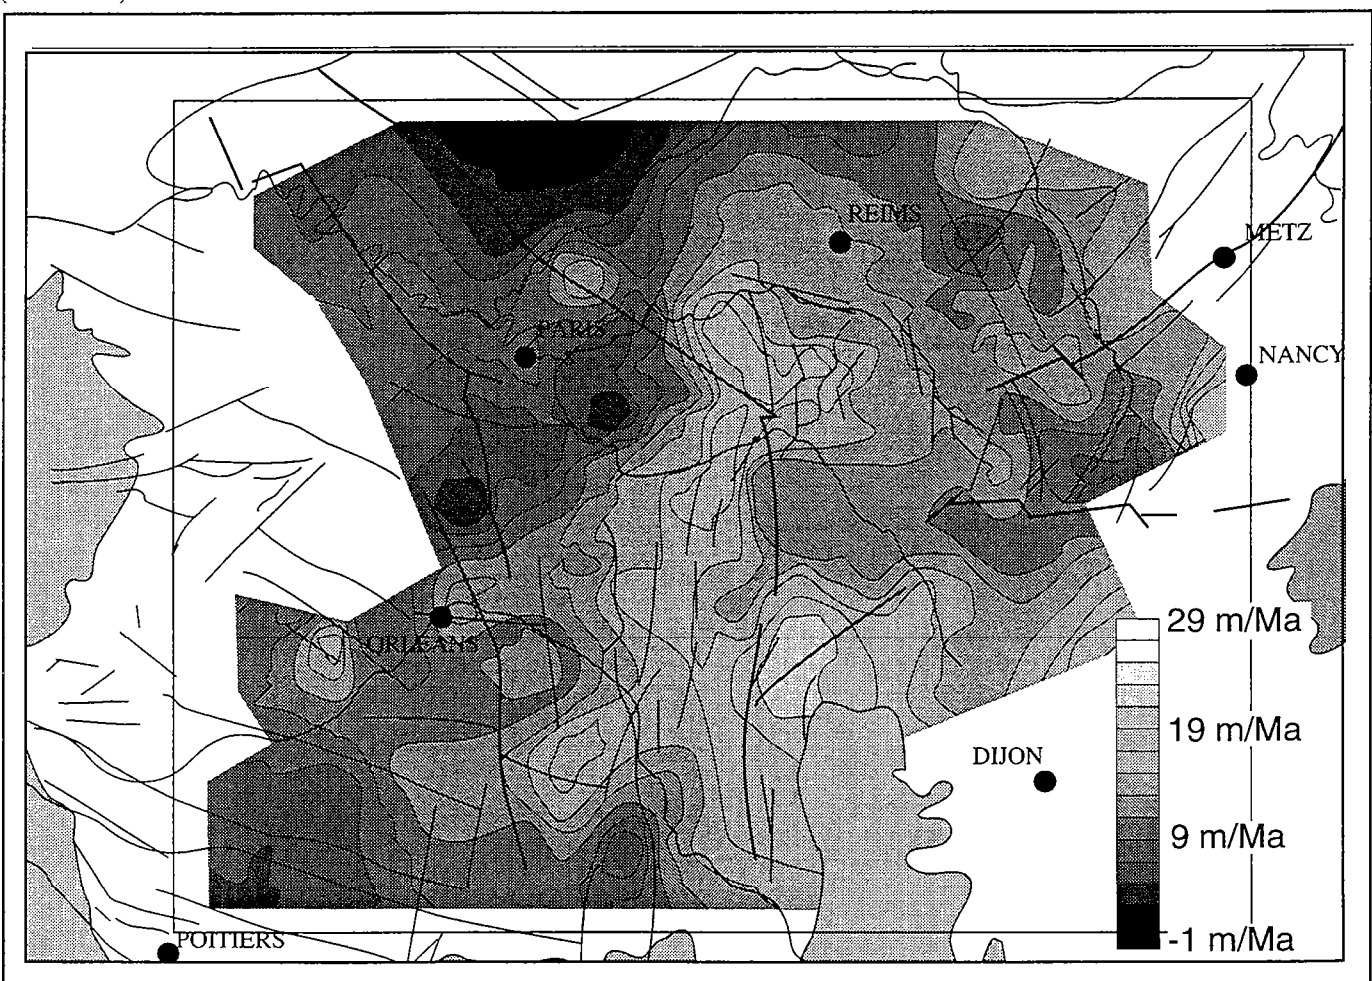 REIMS
METZ
PARIS
NANCY
ORLEANS
29 m/Ma
19 m/Ma
DIJON
9 m/Ma
POITIERS
-1 m/Ma